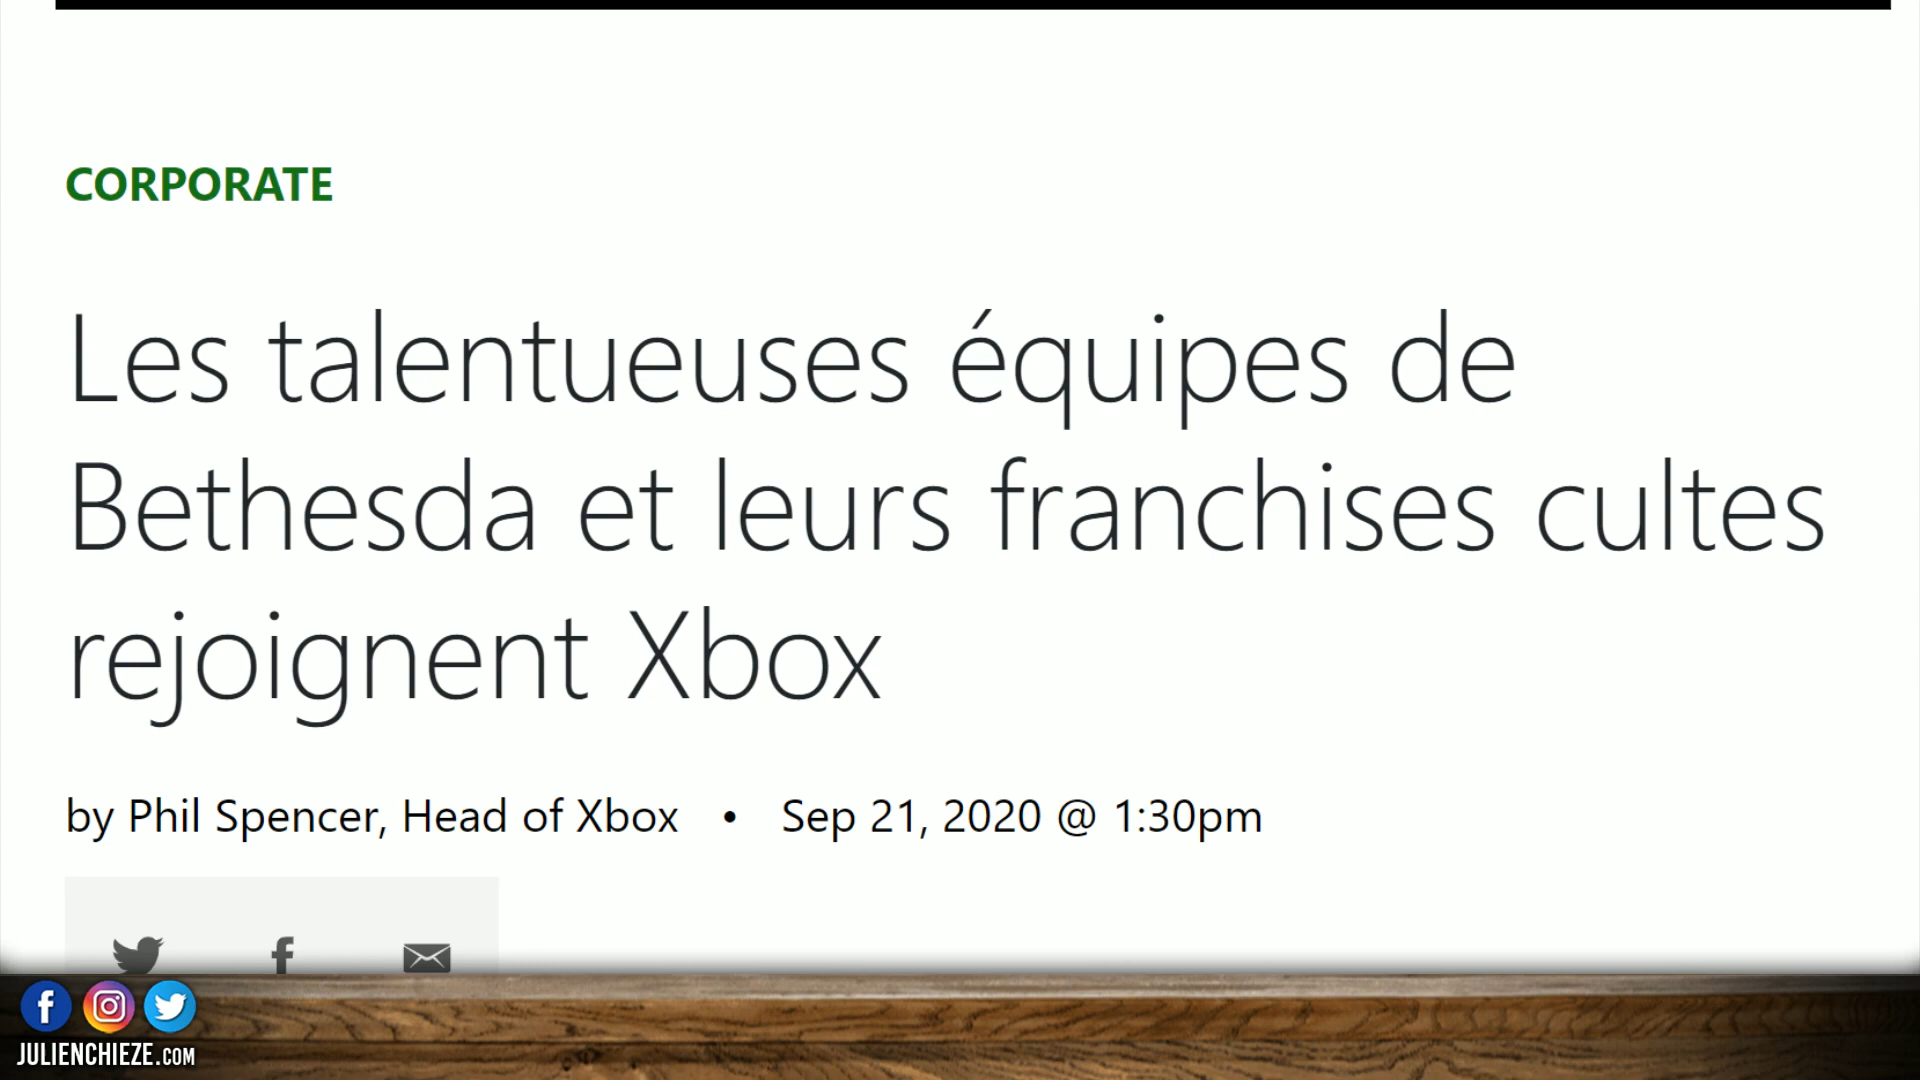 CORPORATE
Les talentueuses équipes de
Bethesda et leurs franchises cultes
rejoignent Xbox
by Phil Spencer, Head of Xbox • Sep 21, 2020 @ 1:30pm
JULIENCHIEZE.COM